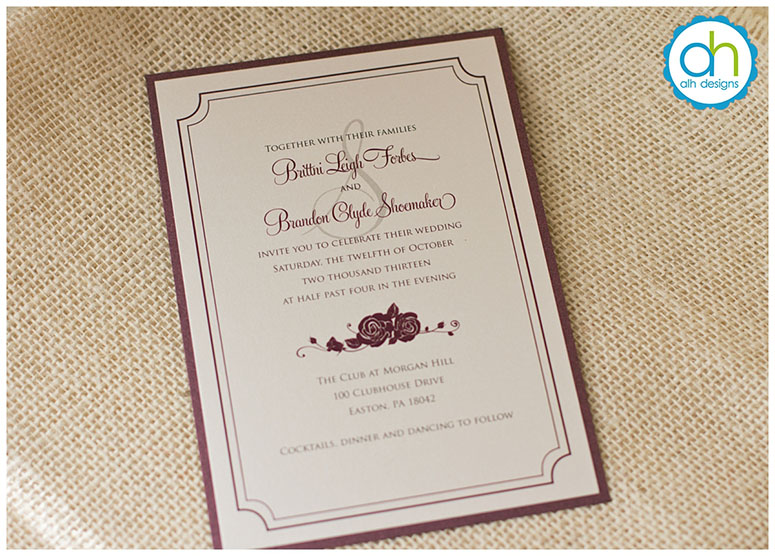 ah
alh designs
TOGETHER WITH THEIR FAMILIES
S
Brittni Leigh Forbes
AND
Brandon Clyde Shoemaker
INVITE YOU TO CELEBRATE THEIR WEDDING
SATURDAY, THE TWELFTH OF OCTOBER
TWO THOUSAND THIRTEEN
AT HALF PAST FOUR IN THE EVENING
THE CLUB AT MORGAN HILL
100 CLUBHOUSE DRIVE
EASTON, PA 18042
COCKTAILS, DINNER AND DANCING TO FOLLOW